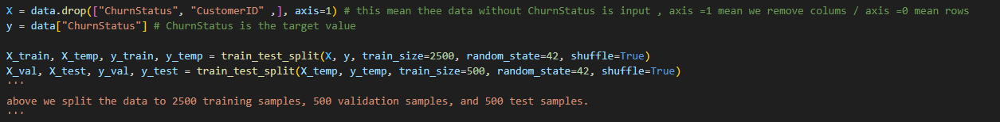 X = data.drop(["ChurnStatus", "CustomerID" ,], axis=1) # this mean thee data without ChurnStatus is input , axis =1 mean we remove colums / axis =0 mean rows
y = data["ChurnStatus"] # ChurnStatus is the target value
X_train, X_temp, y_train, y_temp = train_test_split(X, y, train_size=2500, random_state=42, shuffle=True)
X_val, X_test, y_val, y_test = train_test_split(X_temp, y_temp, train_size=500, random_state=42, shuffle=True)
'''
above we split the data to 2500 training samples, 500 validation samples, and 500 test samples.
'''